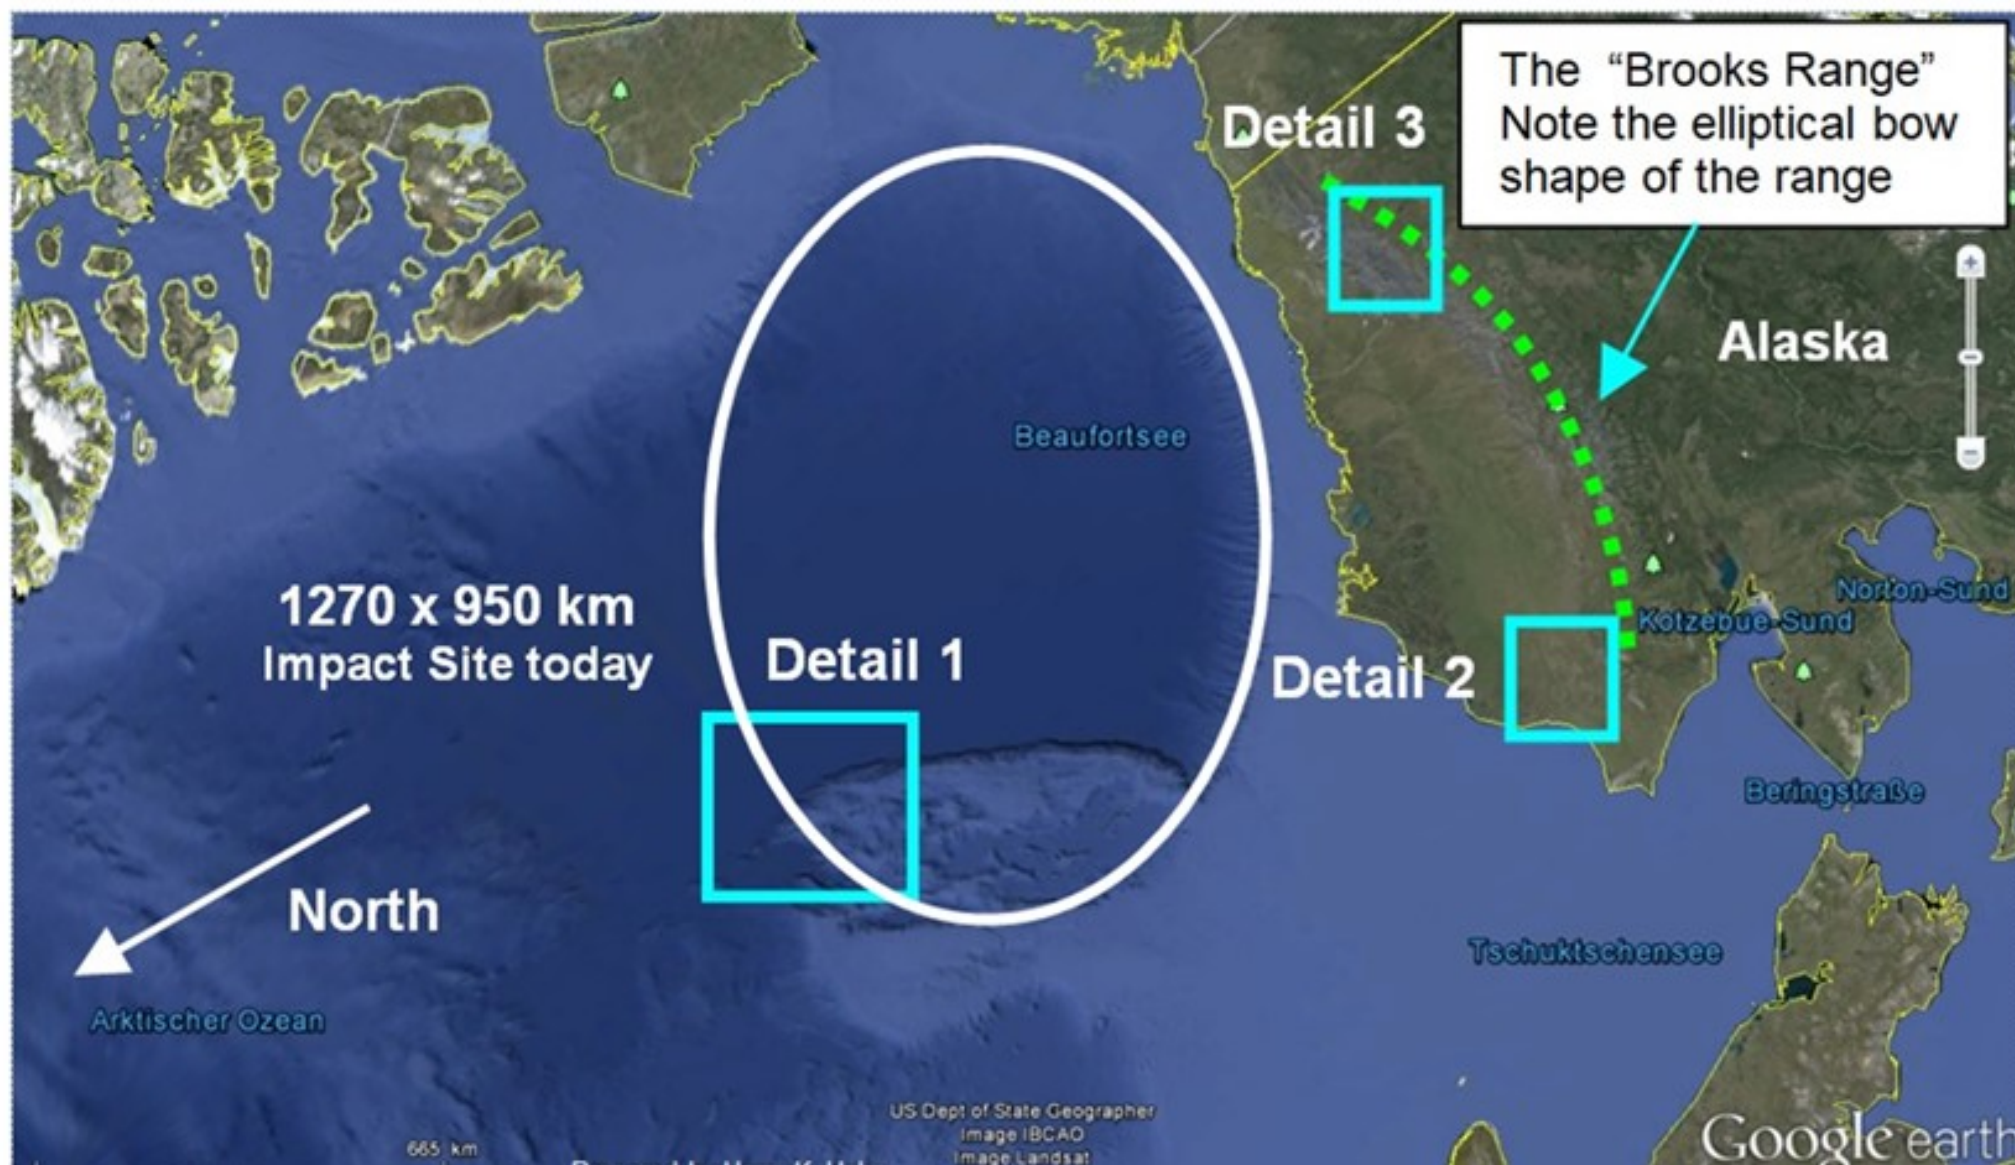 The “Brooks Range”
Note the elliptical bow
shape of the range
Detail 3
Alaska
Beaufortsee
1270 x 950 km
Impact Site today
Detail 1
Detail 2
Norton-Sund
Kotzebue-Sund
Beringstraße
North
Tschuktschensee
Arktischer Ozean
US Dept of State Geographer
Image IBCAO
Image Landsat
665 km
Google earth